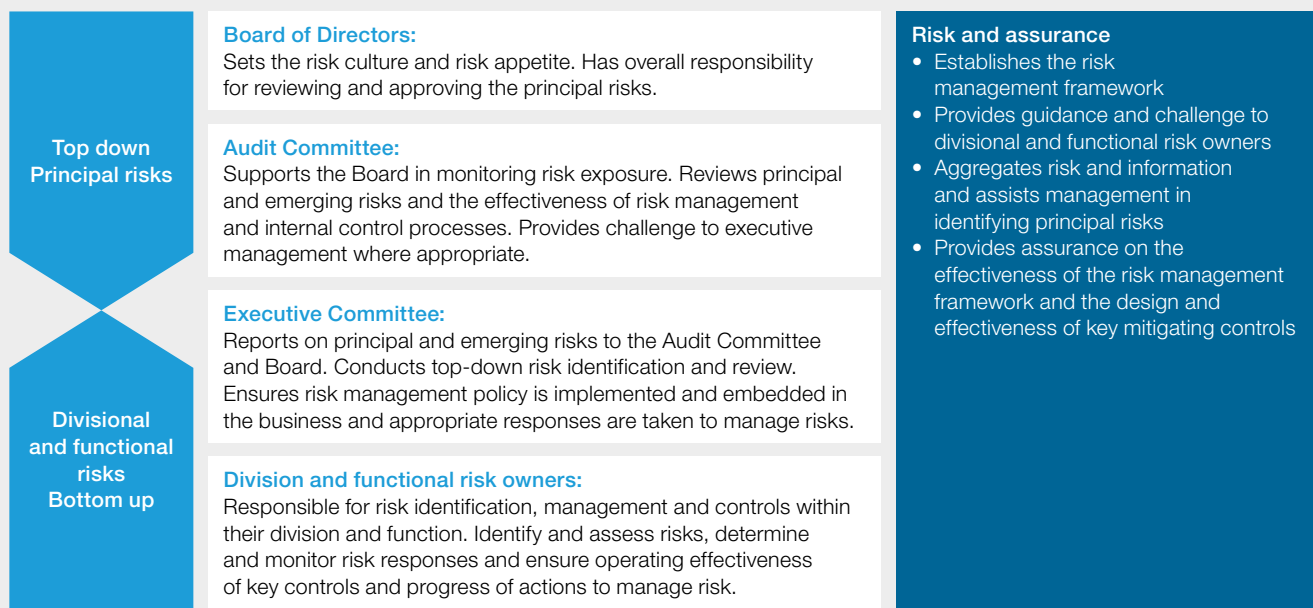 Top down
Principal risks
Divisional
and functional
risks
Bottom up
Board of Directors:
Sets the risk culture and risk appetite. Has overall responsibility
for reviewing and approving the principal risks.
Audit Committee:
Supports the Board in monitoring risk exposure. Reviews principal
and emerging risks and the effectiveness of risk management
and internal control processes. Provides challenge to executive
management where appropriate.
Executive Committee:
Reports on principal and emerging risks to the Audit Committee
and Board. Conducts top-down risk identification and review.
Ensures risk management policy is implemented and embedded in
the business and appropriate responses are taken to manage risks.
Division and functional risk owners:
Responsible for risk identification, management and controls within
their division and function. Identify and assess risks, determine
and monitor risk responses and ensure operating effectiveness
of key controls and progress of actions to manage risk.
Risk and assurance
• Establishes the risk
management framework
• Provides guidance and challenge to
divisional and functional risk owners
• Aggregates risk and information
and assists management in
identifying principal risks
• Provides assurance on the
effectiveness of the risk management
framework and the design and
effectiveness of key mitigating controls